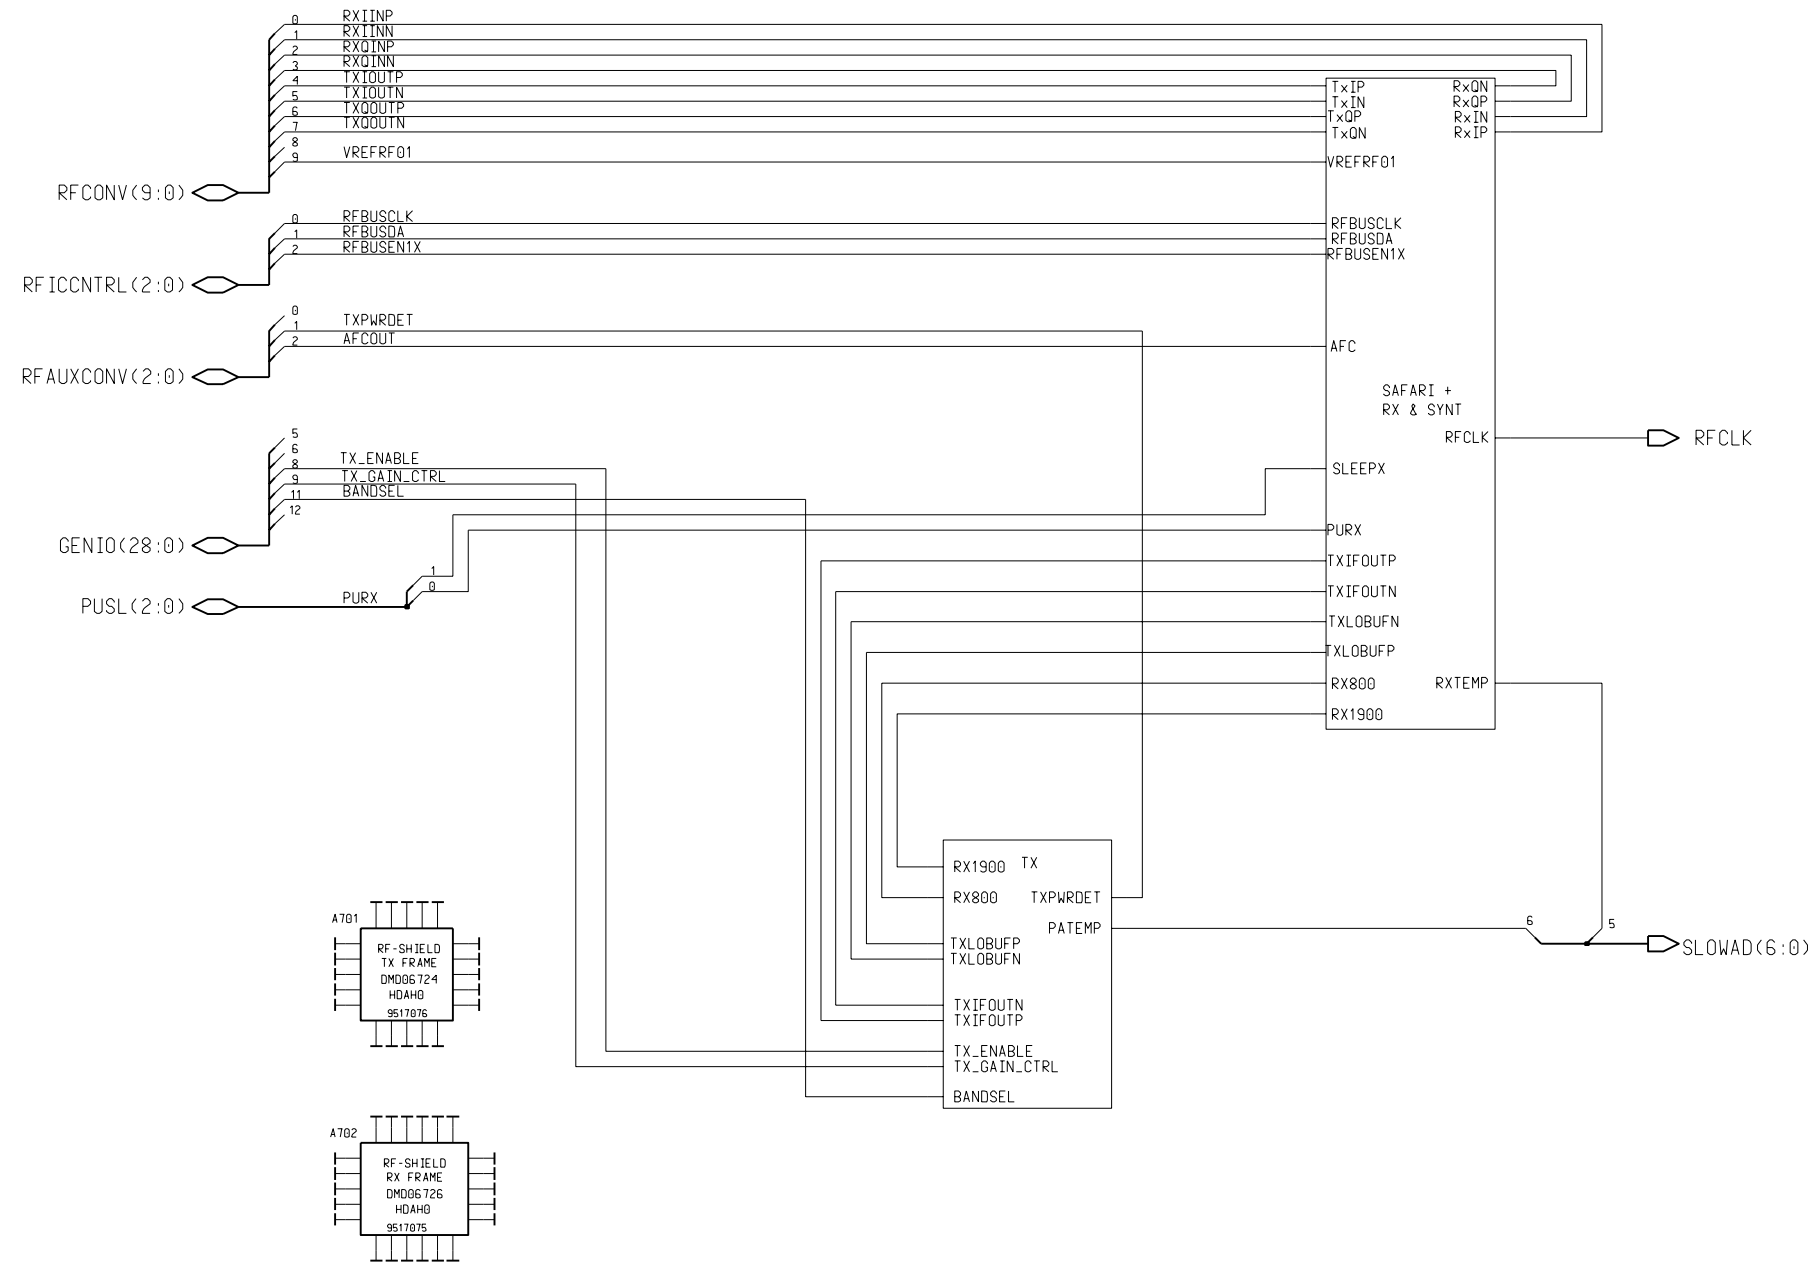 0 RXIINP
1 RXIINN
2 RXQINP
3 RXQINN
4 TXIOUTP
5 TXIOUTN
6 TXQOUTP
7 TXQOUTN
8
9 VREFRF01
RFCONV(9:0)
0 RFBUSCLK
1 RFBUSDA
2 RFBUSEN1X
RFICCNTRL(2:0)
0
1 TXPWRDET
2 AFCOUT
RFAUXCONV(2:0)
5
6
8 TX_ENABLE
9 TX_GAIN_CTRL
11 BANDSEL
12
GENIO(28:0)
1
0
PURX
PUSL(2:0)
TxIP RxQN
TxIN RxQP
TxQP RxIN
TxQN RxIP
VREFRF01
RFBUSCLK
RFBUSDA
RFBUSEN1X
AFC
SAFARI +
RX & SYNT
RFCLK
RFCLK
SLEEPX
PURX
TXIFOUTP
TXIFOUTN
TXLOBUFN
TXLOBUFP
RX800 RXTEMP
RX1900
RX1900 TX
RX800 TXPWRDET
PATEMP
TXLOBUFP
TXLOBUFN
TXIFOUTN
TXIFOUTP
TX_ENABLE
TX_GAIN_CTRL
BANDSEL
6
5
SLOWAD(6:0)
A701
RF-SHIELD
TX FRAME
DMD06724
HDAH0
9517076
A702
RF-SHIELD
RX FRAME
DMD06726
HDAH0
9517075